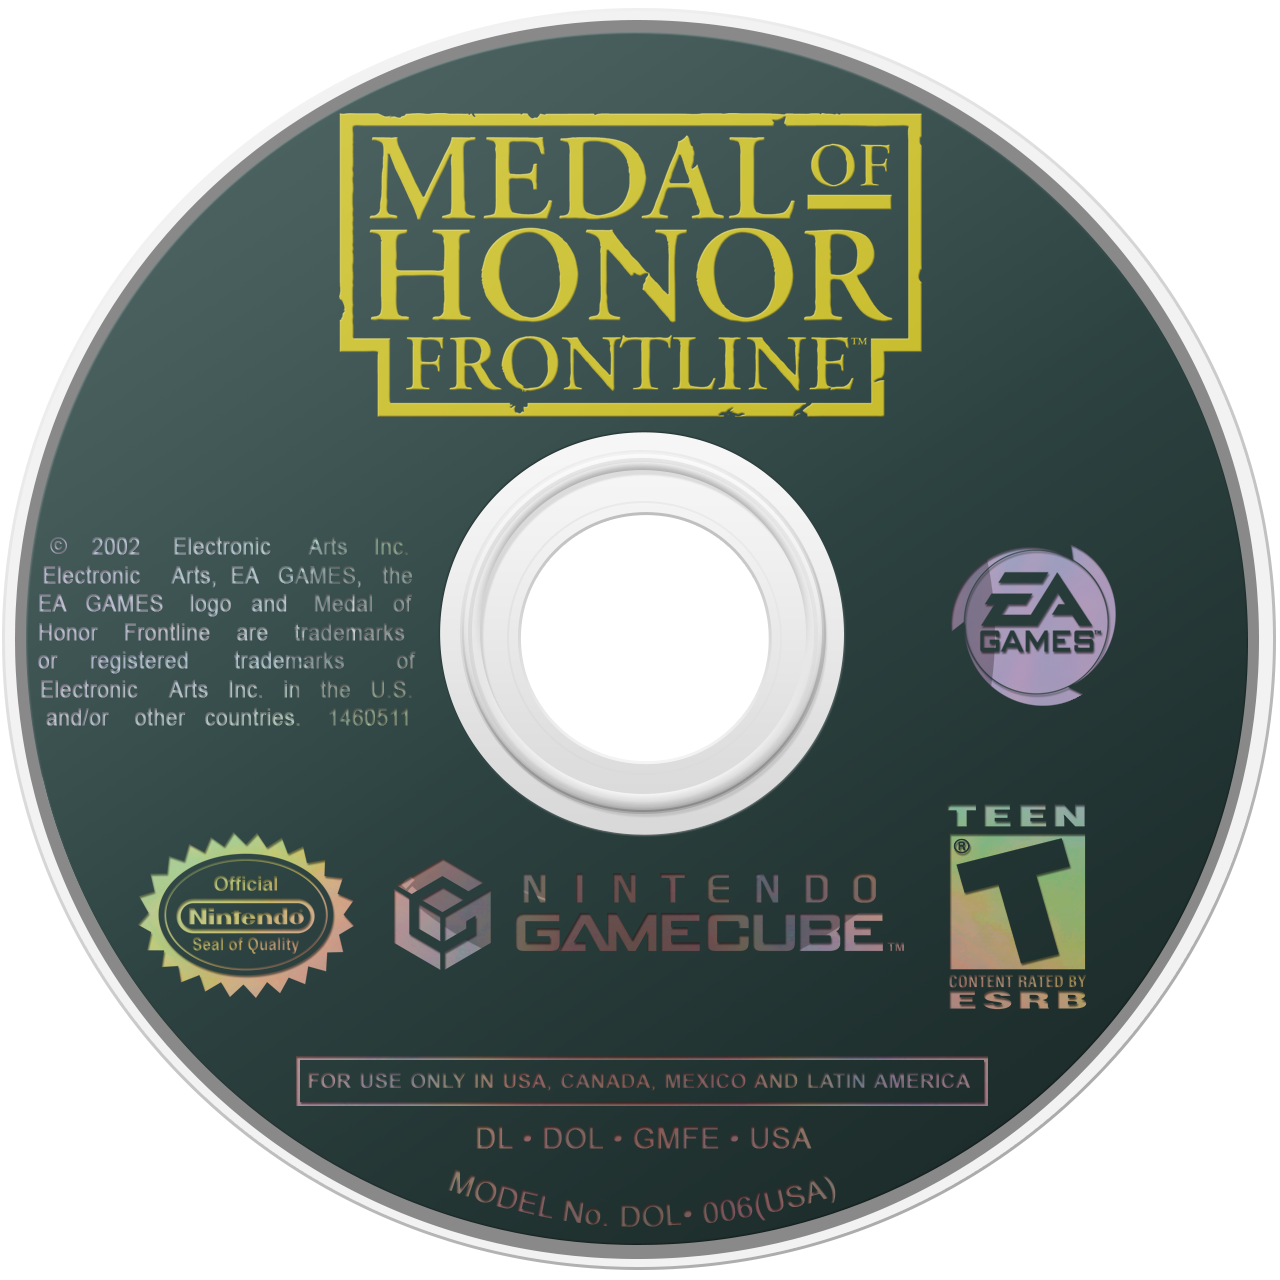 MEDAL OF
HONOR
FRONTLINE™
© 2002 Electronic Arts Inc.
Electronic Arts, EA GAMES, the
EA GAMES logo and Medal of
Honor Frontline are trademarks
or registered trademarks of
Electronic Arts Inc. in the U.S.
and/or other countries. 1460511
EA
GAMES™
TEEN
®
T
CONTENT RATED BY
ESRB
Official
Nintendo
Seal of Quality
NINTENDO
GAMECUBE™
FOR USE ONLY IN USA, CANADA, MEXICO AND LATIN AMERICA
DL • DOL • GMFE • USA
MODEL No. DOL• 006(USA)